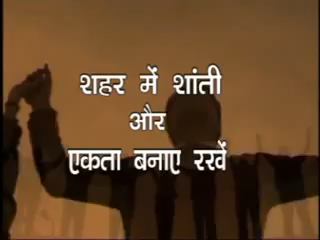 शहर में शांती
और
एकता बनाए रखें